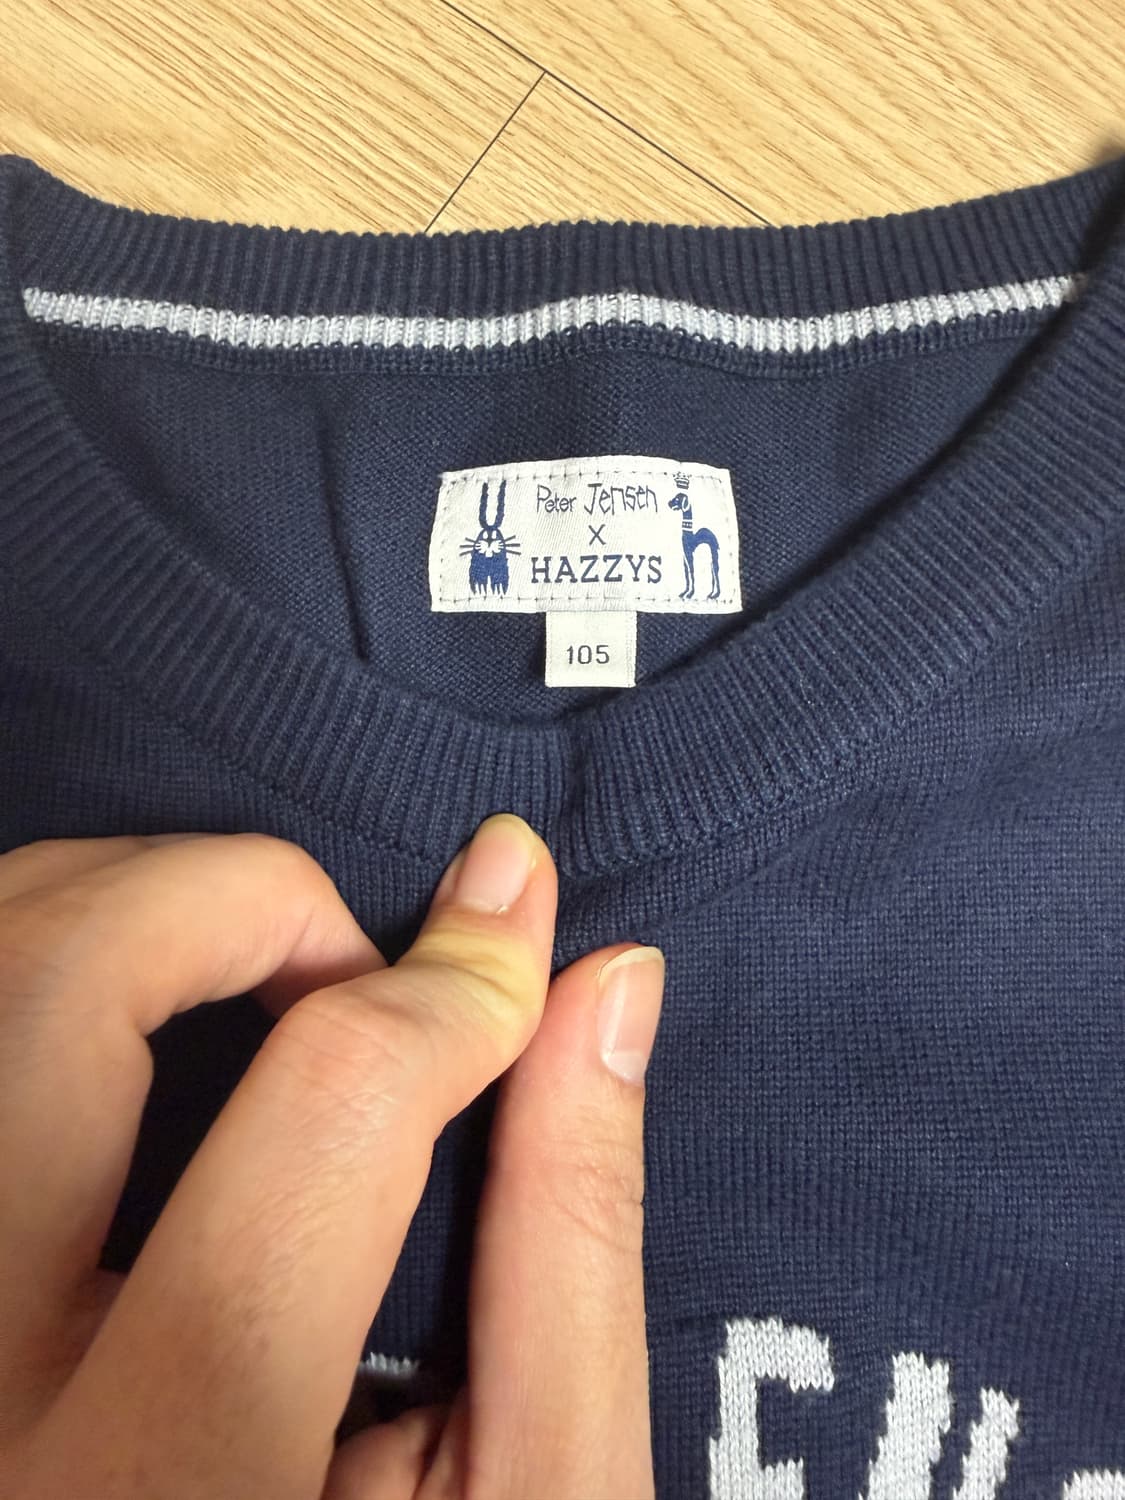 Peter Jensen
X
HAZZYS
105